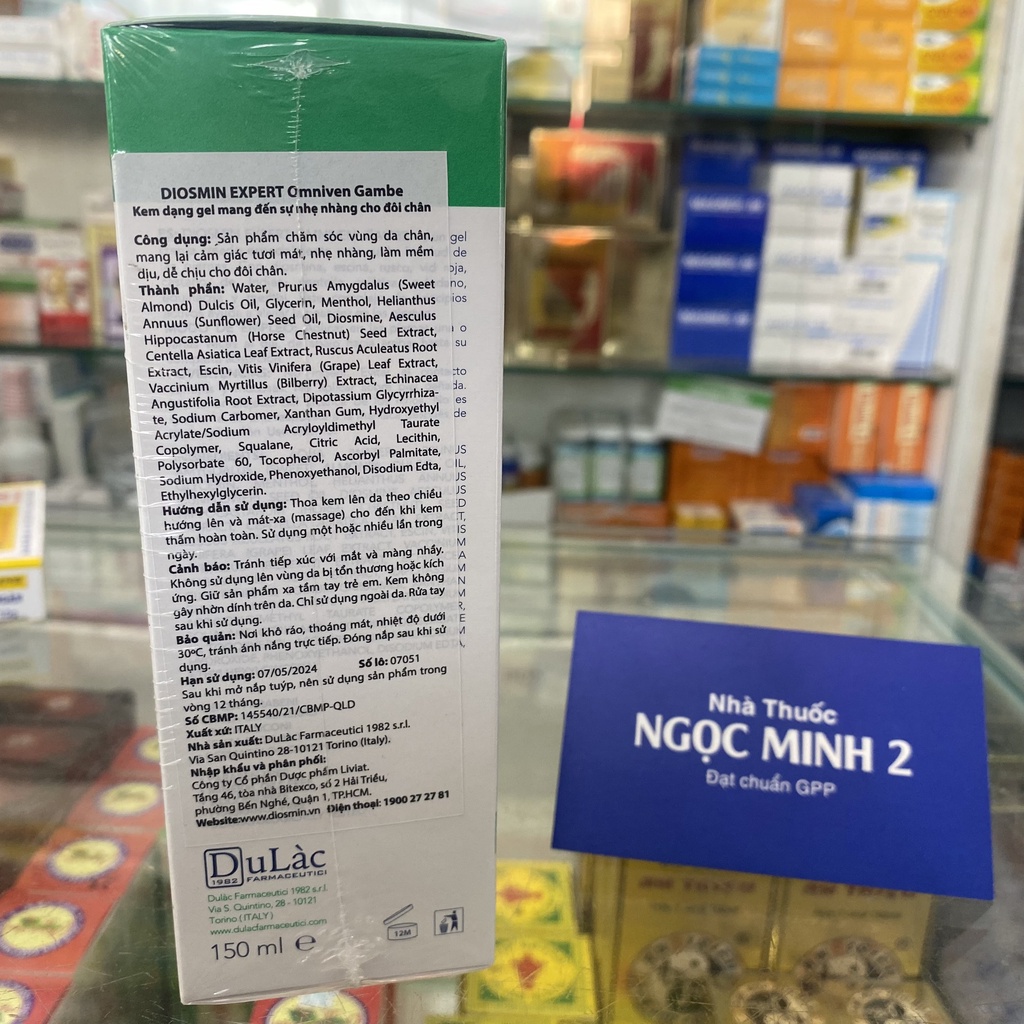 DIOSMIN EXPERT Omniven Gambe
Kem dạng gel mang đến sự nhẹ nhàng cho đôi chân
Công dụng: Sản phẩm chăm sóc vùng da chân,
mang lại cảm giác tươi mát, nhẹ nhàng, làm mềm
dịu, dễ chịu cho đôi chân.
Thành phần: Water, Prunus Amygdalus (Sweet
Almond) Dulcis Oil, Glycerin, Menthol, Helianthus
Annuus (Sunflower) Seed Oil, Diosmine, Aesculus
Hippocastanum (Horse Chestnut) Seed Extract,
Centella Asiatica Leaf Extract, Ruscus Aculeatus Root
Extract, Escin, Vitis Vinifera (Grape) Leaf Extract,
Vaccinium Myrtillus (Bilberry) Extract, Echinacea
Angustifolia Root Extract, Dipotassium Glycyrrhiza-
te, Sodium Carbomer, Xanthan Gum, Hydroxyethyl
Acrylate/Sodium Acryloyldimethyl Taurate
Copolymer, Squalane, Citric Acid, Lecithin,
Polysorbate 60, Tocopherol, Ascorbyl Palmitate,
Sodium Hydroxide, Phenoxyethanol, Disodium Edta,
Ethylhexylglycerin.
Hướng dẫn sử dụng: Thoa kem lên da theo chiều
hướng lên và mát-xa (massage) cho đến khi kem
thấm hoàn toàn. Sử dụng một hoặc nhiều lần trong
ngày.
Cảnh báo: Tránh tiếp xúc với mắt và màng nhầy.
Không sử dụng lên vùng da bị tổn thương hoặc kích
ứng. Giữ sản phẩm xa tầm tay trẻ em. Kem không
gây nhờn dính trên da. Chỉ sử dụng ngoài da. Rửa tay
sau khi sử dụng.
Bảo quản: Nơi khô ráo, thoáng mát, nhiệt độ dưới
30ºC, tránh ánh nắng trực tiếp. Đóng nắp sau khi sử
dụng.
Hạn sử dụng: 07/05/2024 Số lô: 07051
Sau khi mở nắp tuýp, nên sử dụng sản phẩm trong
vòng 12 tháng.
Số CBMP: 145540/21/CBMP-QLD
Xuất xứ: ITALY
Nhà sản xuất: DuLàc Farmaceutici 1982 s.r.l.
Via San Quintino 28-10121 Torino (Italy).
Nhập khẩu và phân phối:
Công ty Cổ phần Dược phẩm Liviat.
Tầng 46, tòa nhà Bitexco, số 2 Hải Triều,
phường Bến Nghé, Quận 1, TP.HCM.
Website:www.diosmin.vn Điện thoại: 1900 27 27 81
DuLàc
1982 FARMACEUTICI
Dulàc Farmaceutici 1982 s.r.l.
Via S. Quintino, 28 - 10121
Torino (ITALY)
www.dulacfarmaceutici.com
150 ml e
12M
Nhà Thuốc
NGỌC MINH 2
Đạt chuẩn GPP